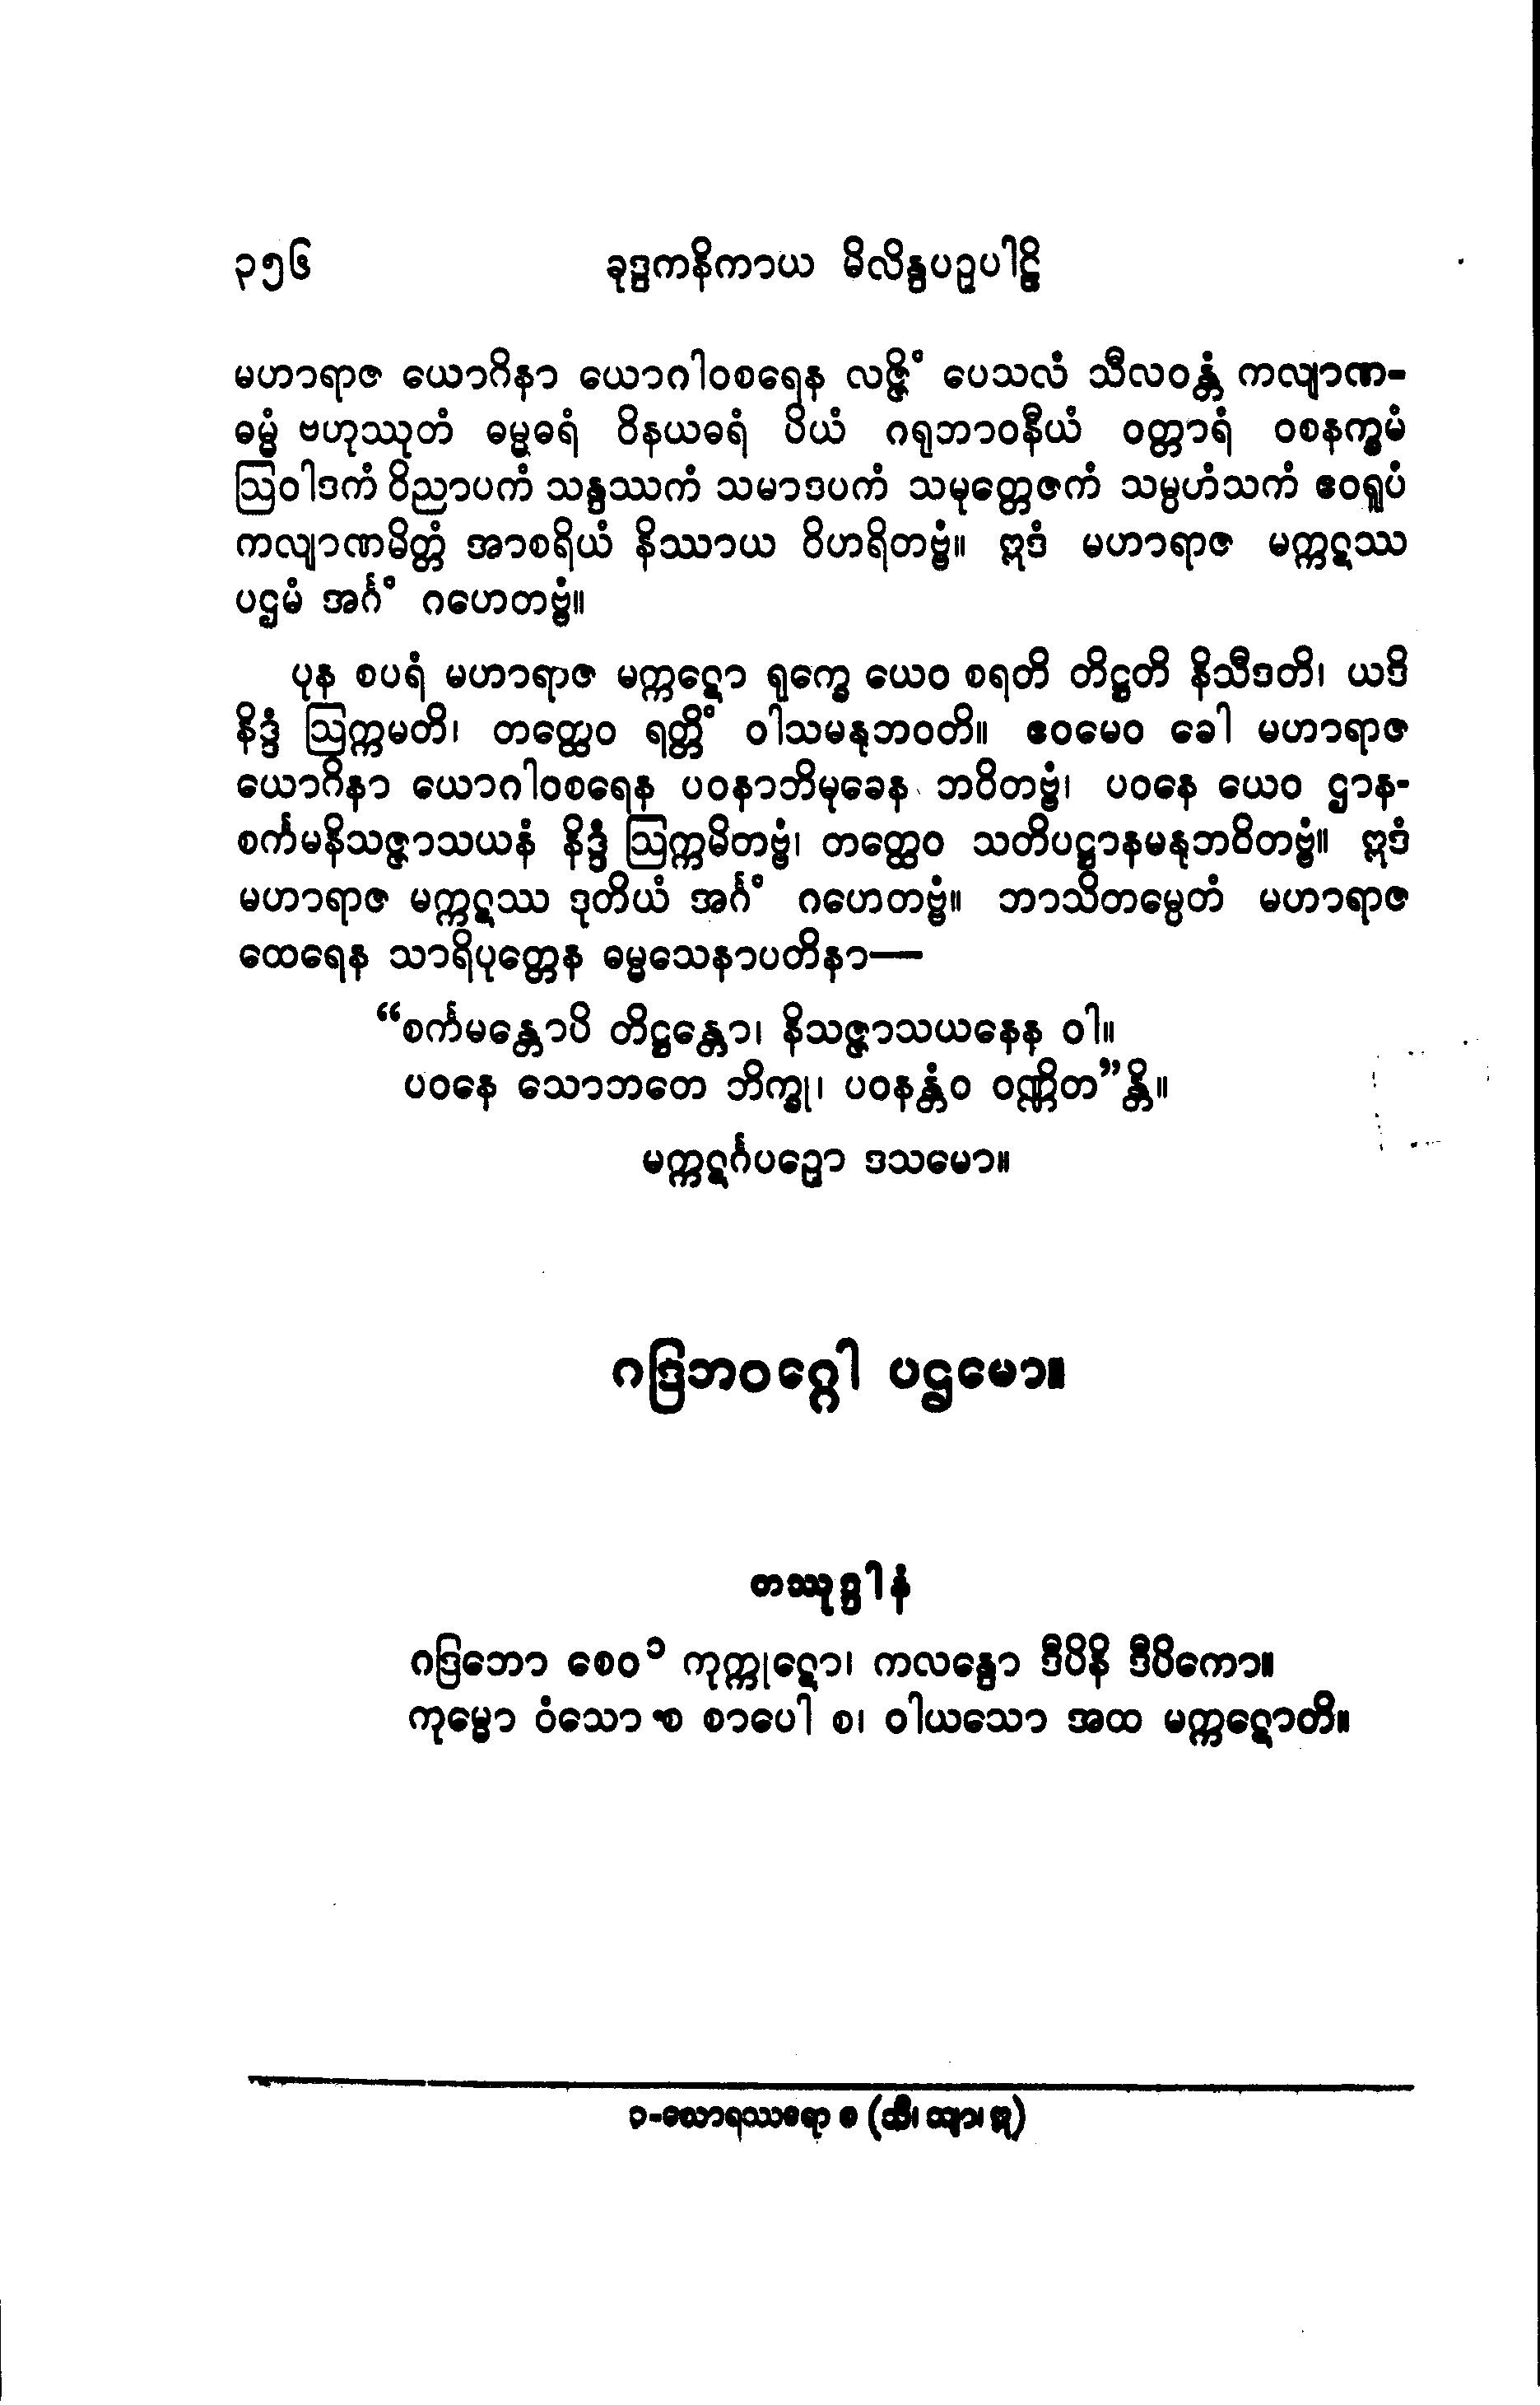 ၃၅၆ ခုဒ္ဒကနိကာယ မိလိန္ဒပဉှပါဠိ
မဟာရာဇ ယောဂိနာ ယောဂါဝစရေန လဇ္ဇိံ ပေသလံ သီလဝန္တံ ကလျာဏ-
ဓမ္မံ ဗဟုဿုတံ ဓမ္မဓရံ ဝိနယဓရံ ပိယံ ဂရုဘာဝနီယံ ဝတ္တာရံ ဝစနက္ခမံ
ဩဝါဒကံ ဝိညာပကံ သန္ဒဿကံ သမာဒပကံ သမုတ္တေဇကံ သမ္ပဟံသကံ ဧဝရူပံ
ကလျာဏမိတ္တံ အာစရိယံ နိဿာယ ဝိဟရိတဗ္ဗံ။ ဣဒံ မဟာရာဇ မက္ကဋဿ
ပဌမံ အင်္ဂံ ဂဟေတဗ္ဗံ။
ပုန စပရံ မဟာရာဇ မက္ကဋော ရုက္ခေ ယေဝ စရတိ တိဋ္ဌတိ နိသီဒတိ၊ ယဒိ
နိဒ္ဒံ ဩက္ကမတိ၊ တတ္ထေဝ ရတ္တိံ ဝါသမနုဘဝတိ။ ဧဝမေဝ ခေါ မဟာရာဇ
ယောဂိနာ ယောဂါဝစရေန ပဝနာဘိမုခေန ဘဝိတဗ္ဗံ၊ ပဝနေ ယေဝ ဌာန-
စင်္ကမနိသဇ္ဇာသယနံ နိဒ္ဒံ ဩက္ကမိတဗ္ဗံ၊ တတ္ထေဝ သတိပဋ္ဌာနမနုဘဝိတဗ္ဗံ။ ဣဒံ
မဟာရာဇ မက္ကဋဿ ဒုတိယံ အင်္ဂံ ဂဟေတဗ္ဗံ။ ဘာသိတမ္ပေတံ မဟာရာဇ
ထေရေန သာရိပုတ္တေန ဓမ္မသေနာပတိနာ—
“စင်္ကမန္တောပိ တိဋ္ဌန္တော၊ နိသဇ္ဇာသယနေန ဝါ။
ပဝနေ သောဘတေ ဘိက္ခု၊ ပဝနန္တံဝ ဝဏ္ဏိတ”န္တိ။
မက္ကဋင်္ဂပဉှော ဒသမော။
ဂဒြဘဝဂ္ဂေါ ပဌမော။
တဿုဒ္ဒါနံ
ဂဒြဘော စေဝ ၁ ကုက္ကုဋော၊ ကလန္ဒော ဒီပိနိ ဒီပိကော။
ကုမ္မော ဝံသော စ စာပေါ စ၊ ဝါယသော အထ မက္ကဋောတိ။
၁-ဃောရဿရော စ (သီ၊ သျာ၊ ဣ)